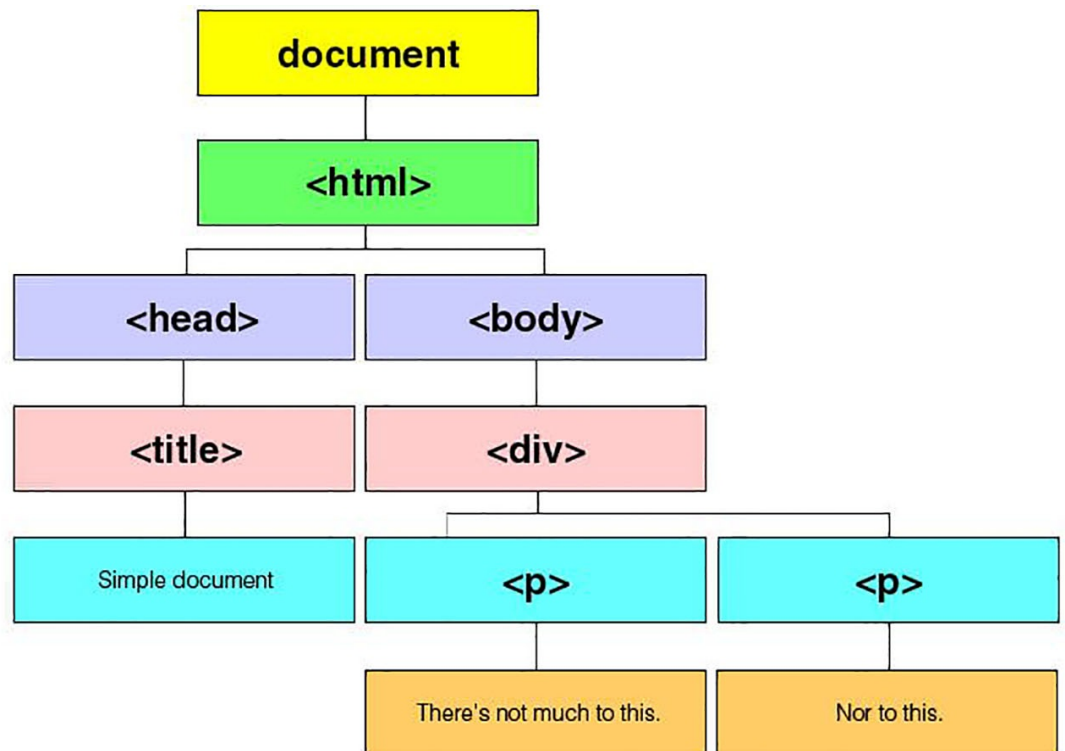 document
<html>
<head>
<body>
<title>
<div>
Simple document
<p>
<p>
There's not much to this.
Nor to this.